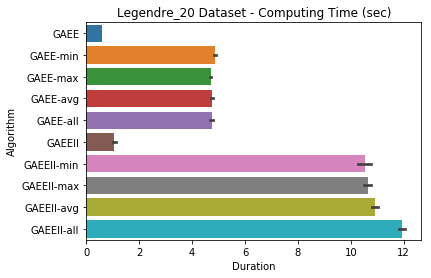 Legendre_20 Dataset - Computing Time (sec)
Algorithm
GAEE
GAEE-min
GAEE-max
GAEE-avg
GAEE-all
GAEEII
GAEEII-min
GAEEII-max
GAEEII-avg
GAEEII-all
0 2 4 6 8 10 12
Duration